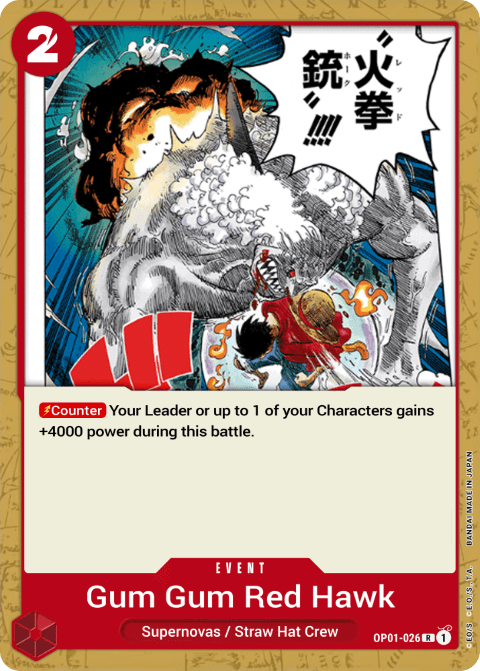 2
“火拳
レッド
銃”!!!!
ホーク
⚡Counter Your Leader or up to 1 of your Characters gains
+4000 power during this battle.
EVENT
Gum Gum Red Hawk
Supernovas / Straw Hat Crew
OP01-026 R 1
©E.O./S. ©E.O./S.,T.A. BANDAI MADE IN JAPAN